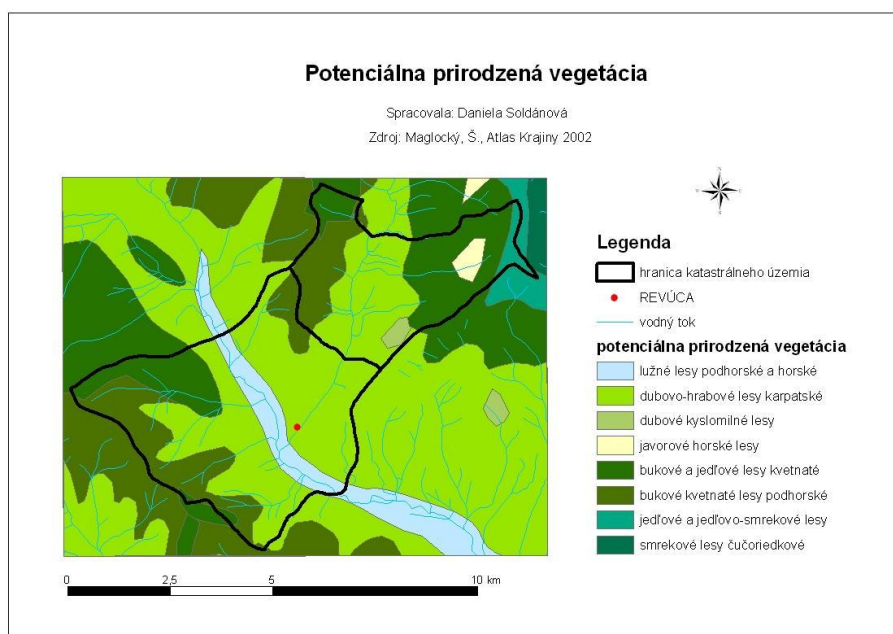 Potenciálna prirodzená vegetácia
Spracovala: Daniela Soldánová
Zdroj: Maglocký, Š., Atlas Krajiny 2002
Legenda
hranica katastrálneho územia
REVÚCA
vodný tok
potenciálna prirodzená vegetácia
lužné lesy podhorské a horské
dubovo-hrabové lesy karpatské
dubové kyslomilné lesy
javorové horské lesy
bukové a jedľové lesy kvetnaté
bukové kvetnaté lesy podhorské
jedľové a jedľovo-smrekové lesy
smrekové lesy čučoriedkové
0 2,5 5 10 km